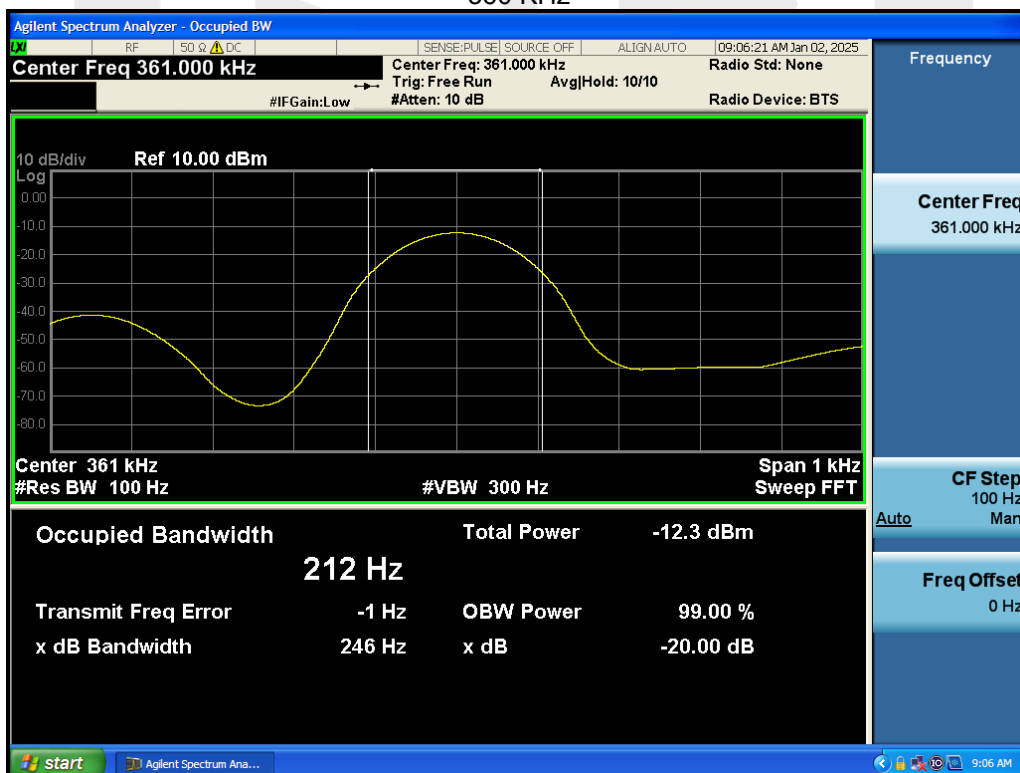 Agilent Spectrum Analyzer - Occupied BW
LXI RF 50 Ω DC SENSE:PULSE SOURCE OFF ALIGN AUTO 09:06:21 AM Jan 02, 2025
Center Freq 361.000 kHz Center Freq: 361.000 kHz Radio Std: None
Trig: Free Run Avg|Hold: 10/10
#IFGain:Low #Atten: 10 dB Radio Device: BTS
10 dB/div Ref 10.00 dBm
Log
0.00
-10.0
-20.0
-30.0
-40.0
-50.0
-60.0
-70.0
-80.0
Center 361 kHz Span 1 kHz
#Res BW 100 Hz #VBW 300 Hz Sweep FFT
Occupied Bandwidth Total Power -12.3 dBm
212 Hz
Transmit Freq Error -1 Hz OBW Power 99.00 %
x dB Bandwidth 246 Hz x dB -20.00 dB
Frequency
Center Freq
361.000 kHz
CF Step
100 Hz
Auto Man
Freq Offset
0 Hz
start Agilent Spectrum Ana... 9:06 AM